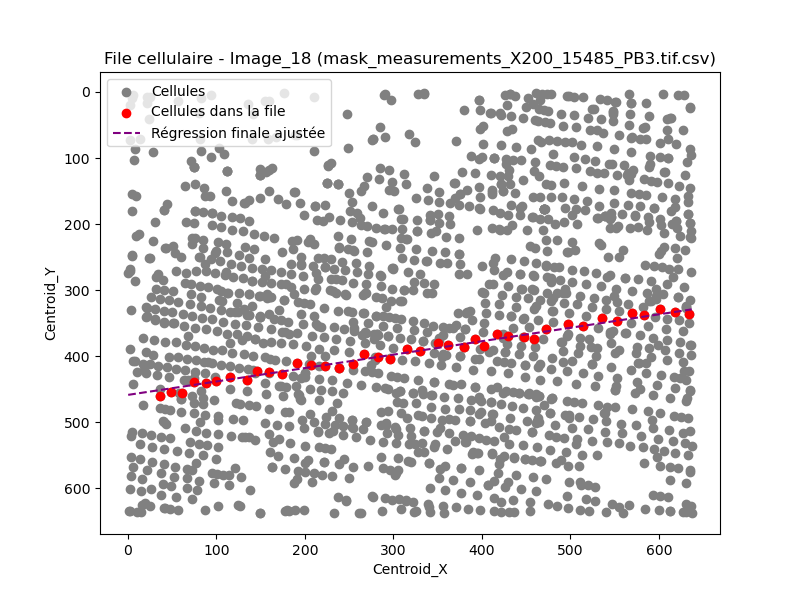 File cellulaire - Image_18 (mask_measurements_X200_15485_PB3.tif.csv)
Cellules
Cellules dans la file
Régression finale ajustée
Centroid_Y
0
100
200
300
400
500
600
0 100 200 300 400 500 600
Centroid_X